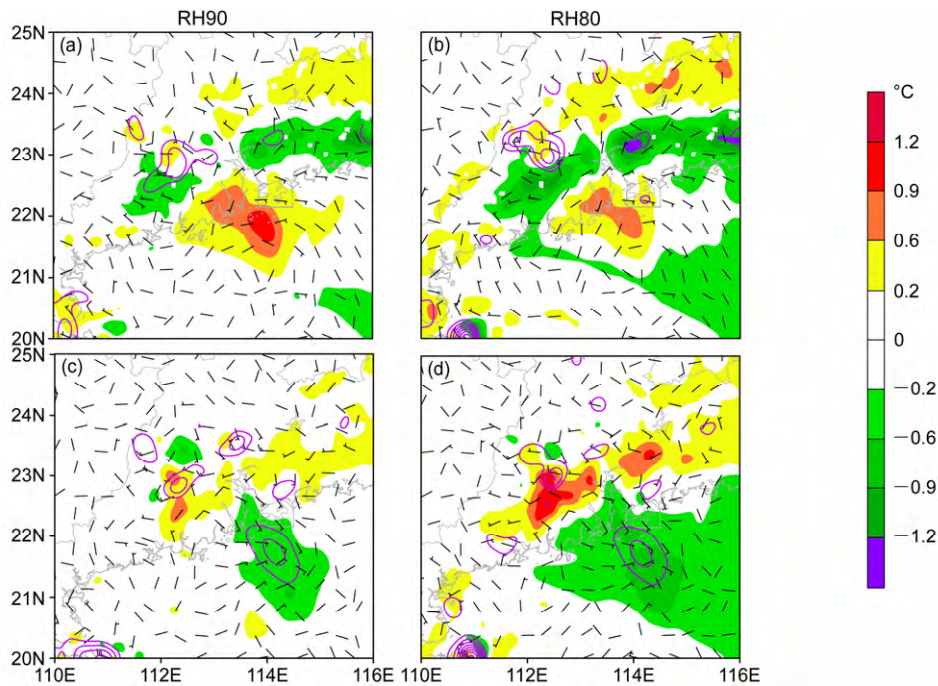 RH90 RH80
(a) (b)
25N 25N
24N 24N
23N 23N
22N 22N
21N 21N
20N 20N
(c) (d)
25N 25N
24N 24N
23N 23N
22N 22N
21N 21N
20N 20N
110E 112E 114E 116E 110E 112E 114E 116E
°C
1.2
0.9
0.6
0.2
0
−0.2
−0.6
−0.9
−1.2